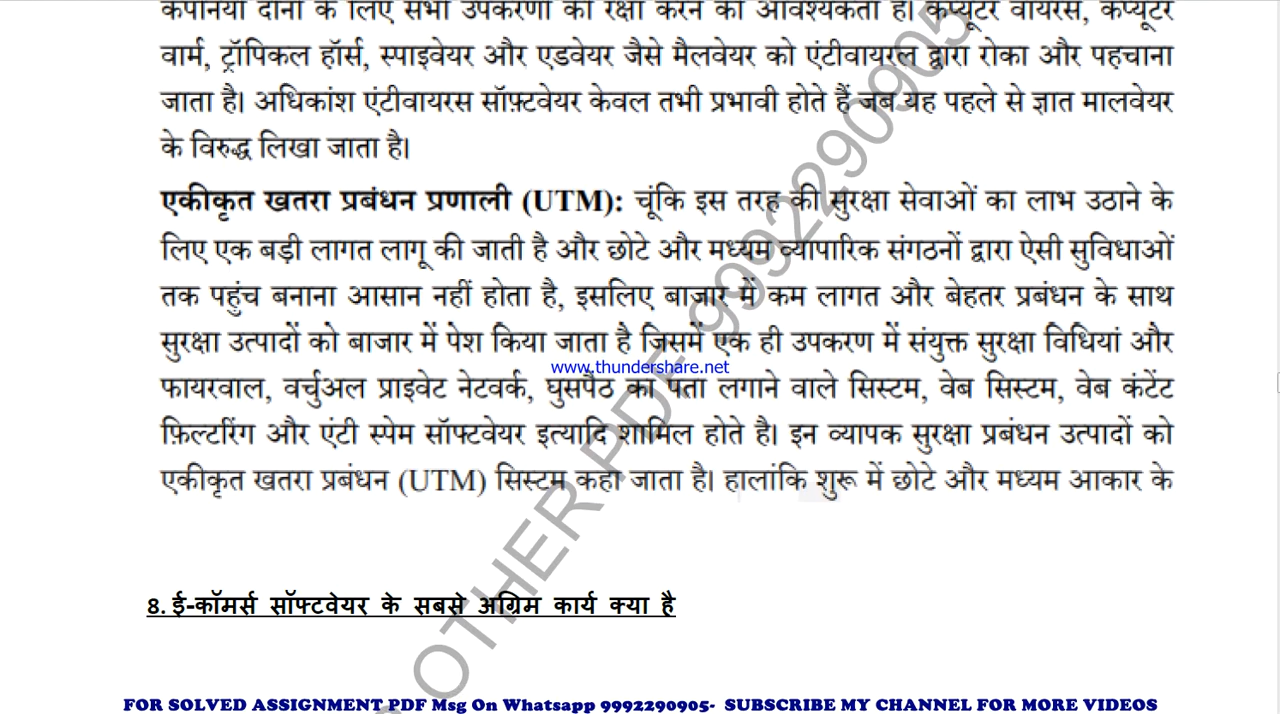 कंपनियों दोनों के लिए सभी उपकरणों की रक्षा करने की आवश्यकता है। कंप्यूटर वायरस, कंप्यूटर
वार्म, ट्रॉपिकल हॉर्स, स्पाइवेयर और एडवेयर जैसे मैलवेयर को एंटीवायरल द्वारा रोका और पहचाना
जाता है। अधिकांश एंटीवायरस सॉफ़्टवेयर केवल तभी प्रभावी होते हैं जब यह पहले से ज्ञात मालवेयर
के विरुद्ध लिखा जाता है।
एकीकृत खतरा प्रबंधन प्रणाली (UTM): चूंकि इस तरह की सुरक्षा सेवाओं का लाभ उठाने के
लिए एक बड़ी लागत लागू की जाती है और छोटे और मध्यम व्यापारिक संगठनों द्वारा ऐसी सुविधाओं
तक पहुंच बनाना आसान नहीं होता है, इसलिए बाजार में कम लागत और बेहतर प्रबंधन के साथ
सुरक्षा उत्पादों को बाजार में पेश किया जाता है जिसमें एक ही उपकरण में संयुक्त सुरक्षा विधियां और
www.thundershare.net
फायरवाल, वर्चुअल प्राइवेट नेटवर्क, घुसपैठ का पता लगाने वाले सिस्टम, वेब सिस्टम, वेब कंटेंट
फ़िल्टरिंग और एंटी स्पेम सॉफ्टवेयर इत्यादि शामिल होते है। इन व्यापक सुरक्षा प्रबंधन उत्पादों को
एकीकृत खतरा प्रबंधन (UTM) सिस्टम कहा जाता है। हालांकि शुरू में छोटे और मध्यम आकार के
8. ई-कॉमर्स सॉफ्टवेयर के सबसे अग्रिम कार्य क्या है
OTHER PDF 9992290905
FOR SOLVED ASSIGNMENT PDF Msg On Whatsapp 9992290905- SUBSCRIBE MY CHANNEL FOR MORE VIDEOS